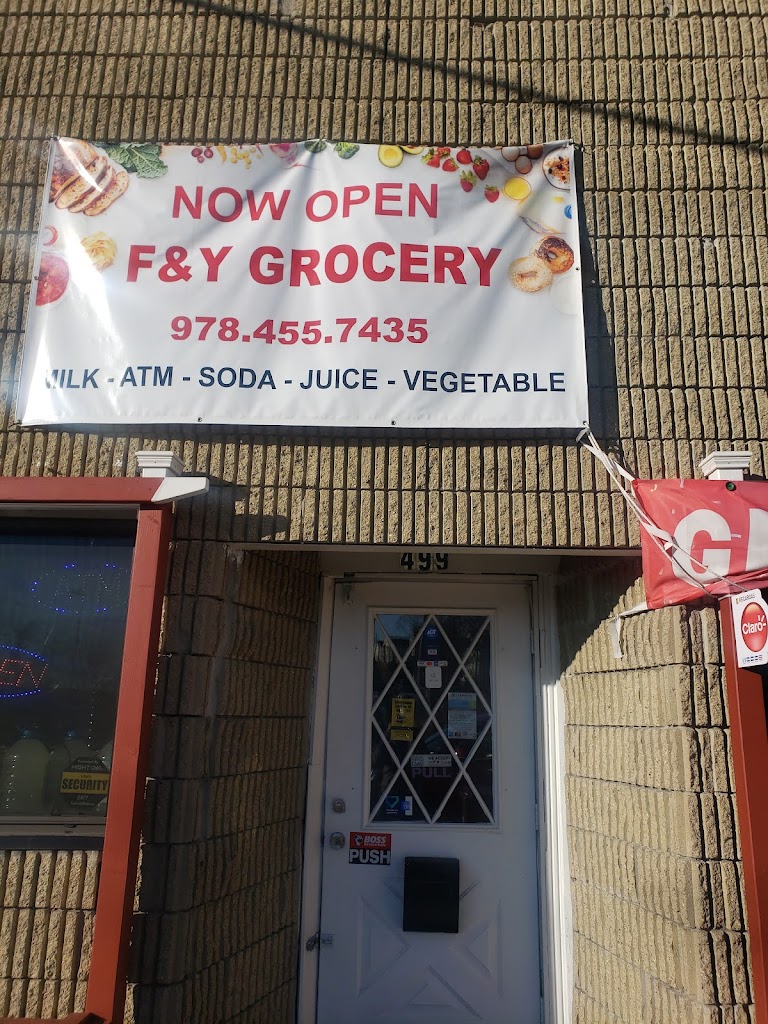 NOW OPEN
F&Y GROCERY
978.455.7435
MILK - ATM - SODA - JUICE - VEGETABLE
499
Claro
SECURITY
PULL
BOSS
PUSH